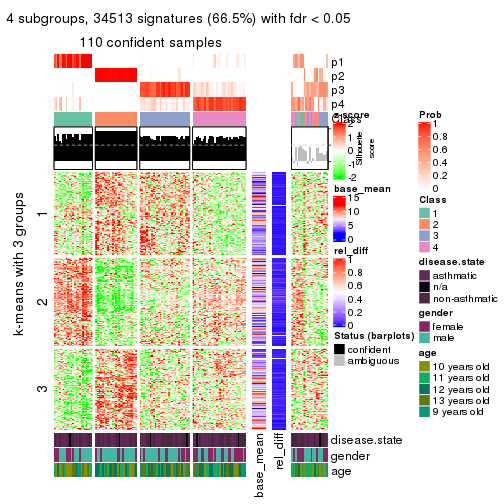 4 subgroups, 34513 signatures (66.5%) with fdr < 0.05
110 confident samples
p1
p2
p3
p4
Class
Silhouette
score
k-means with 3 groups
1
2
3
base_mean
rel_diff
disease.state
gender
age
z-score
2
1
0
-1
-2
base_mean
15
10
5
0
rel_diff
1
0.8
0.6
0.4
0.2
0
Status (barplots)
confident
ambiguous
Prob
1
0.8
0.6
0.4
0.2
0
Class
1
2
3
4
disease.state
asthmatic
n/a
non-asthmatic
gender
female
male
age
10 years old
11 years old
12 years old
13 years old
9 years old